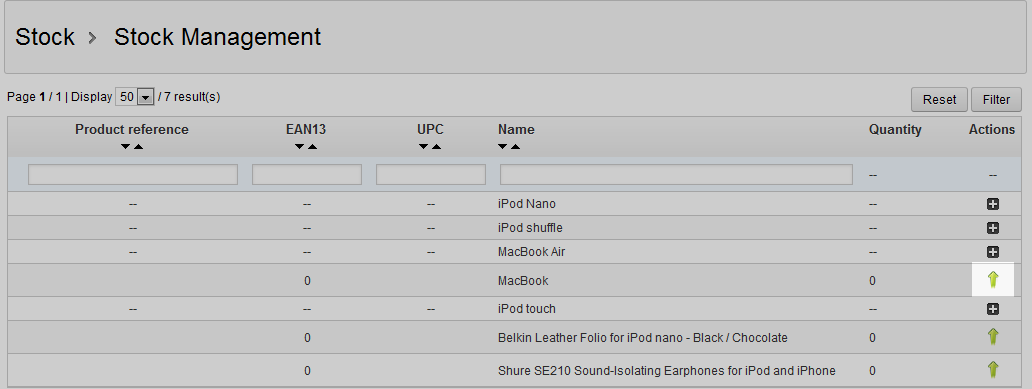 Stock > Stock Management
Page 1 / 1 | Display 50 / 7 result(s)
Reset Filter
Product reference EAN13 UPC Name Quantity Actions
-- --
-- -- -- iPod Nano --
-- -- -- iPod shuffle --
-- -- -- MacBook Air --
0 MacBook 0
-- -- -- iPod touch --
0 Belkin Leather Folio for iPod nano - Black / Chocolate 0
0 Shure SE210 Sound-Isolating Earphones for iPod and iPhone 0